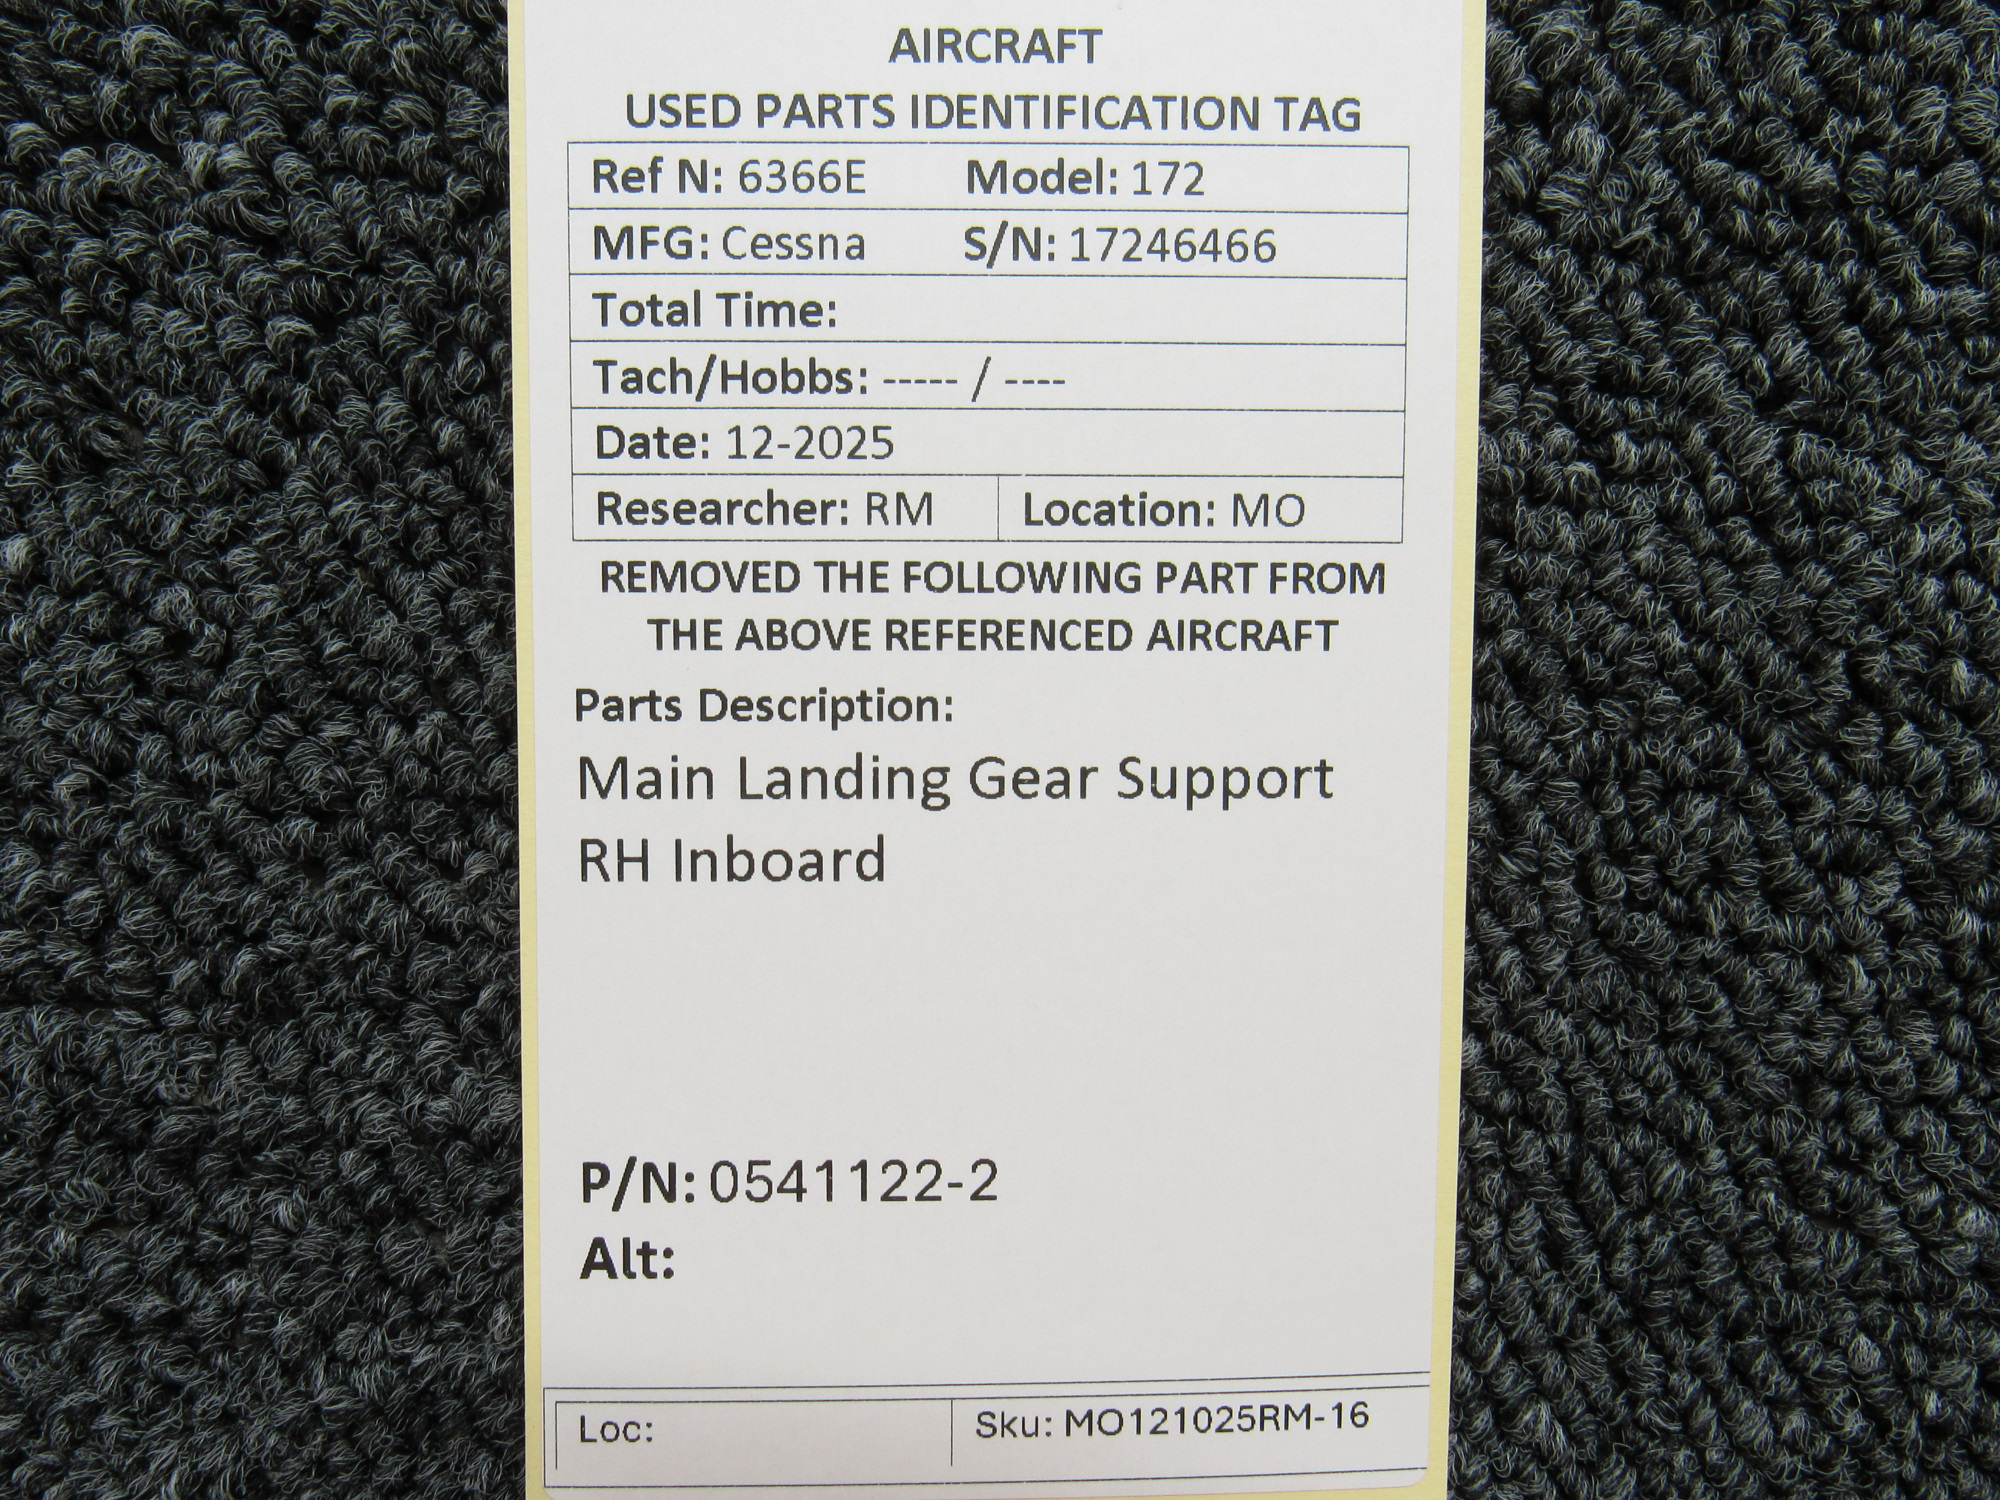 AIRCRAFT
USED PARTS IDENTIFICATION TAG
Ref N: 6366E Model: 172
MFG: Cessna S/N: 17246466
Total Time:
Tach/Hobbs: ----- / ----
Date: 12-2025
Researcher: RM Location: MO
REMOVED THE FOLLOWING PART FROM
THE ABOVE REFERENCED AIRCRAFT
Parts Description:
Main Landing Gear Support
RH Inboard
P/N: 0541122-2
Alt:
Loc: Sku: MO121025RM-16